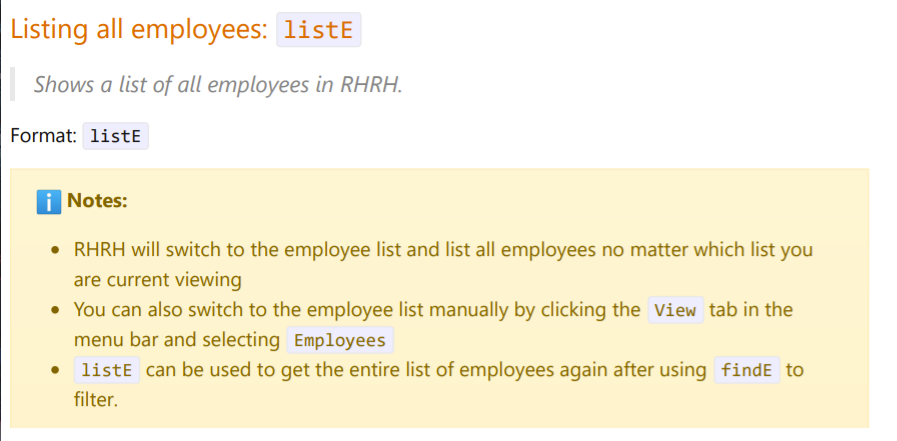 Listing all employees: listE
Shows a list of all employees in RHRH.
Format: listE
ℹ️ Notes:
• RHRH will switch to the employee list and list all employees no matter which list you
are current viewing
• You can also switch to the employee list manually by clicking the View tab in the
menu bar and selecting Employees
• listE can be used to get the entire list of employees again after using findE to
filter.